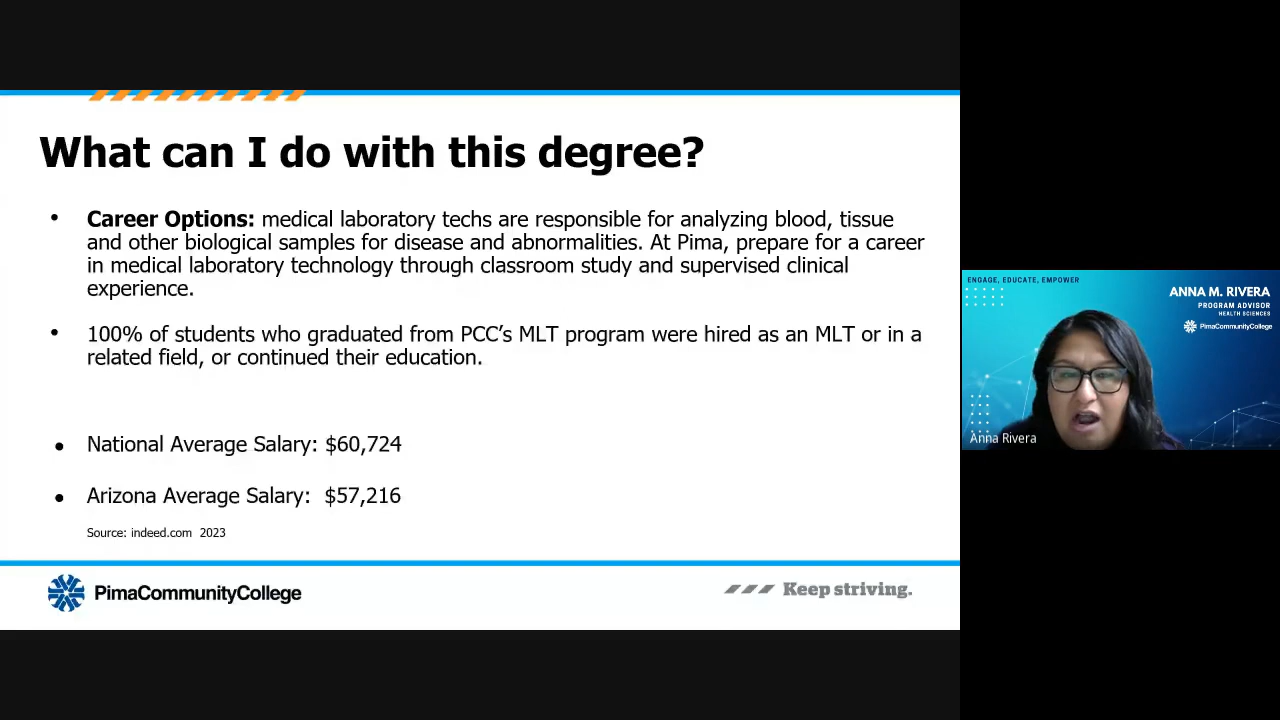 What can I do with this degree?
• Career Options: medical laboratory techs are responsible for analyzing blood, tissue
and other biological samples for disease and abnormalities. At Pima, prepare for a career
in medical laboratory technology through classroom study and supervised clinical
experience.
• 100% of students who graduated from PCC's MLT program were hired as an MLT or in a
related field, or continued their education.
• National Average Salary: $60,724
• Arizona Average Salary: $57,216
Source: indeed.com 2023
PimaCommunityCollege
Keep striving.
ENGAGE, EDUCATE, EMPOWER
ANNA M. RIVERA
PROGRAM ADVISOR
HEALTH SCIENCES
PimaCommunityCollege
Anna Rivera